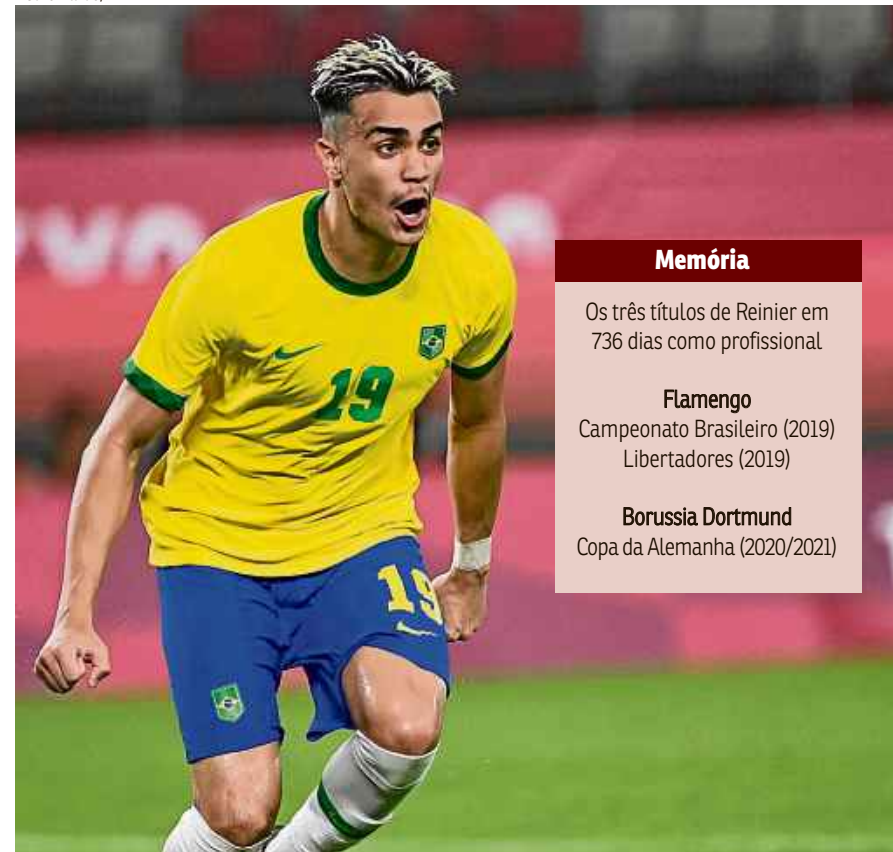 19
19
Memória
Os três títulos de Reinier em
736 dias como profissional
Flamengo
Campeonato Brasileiro (2019)
Libertadores (2019)
Borussia Dortmund
Copa da Alemanha (2020/2021)